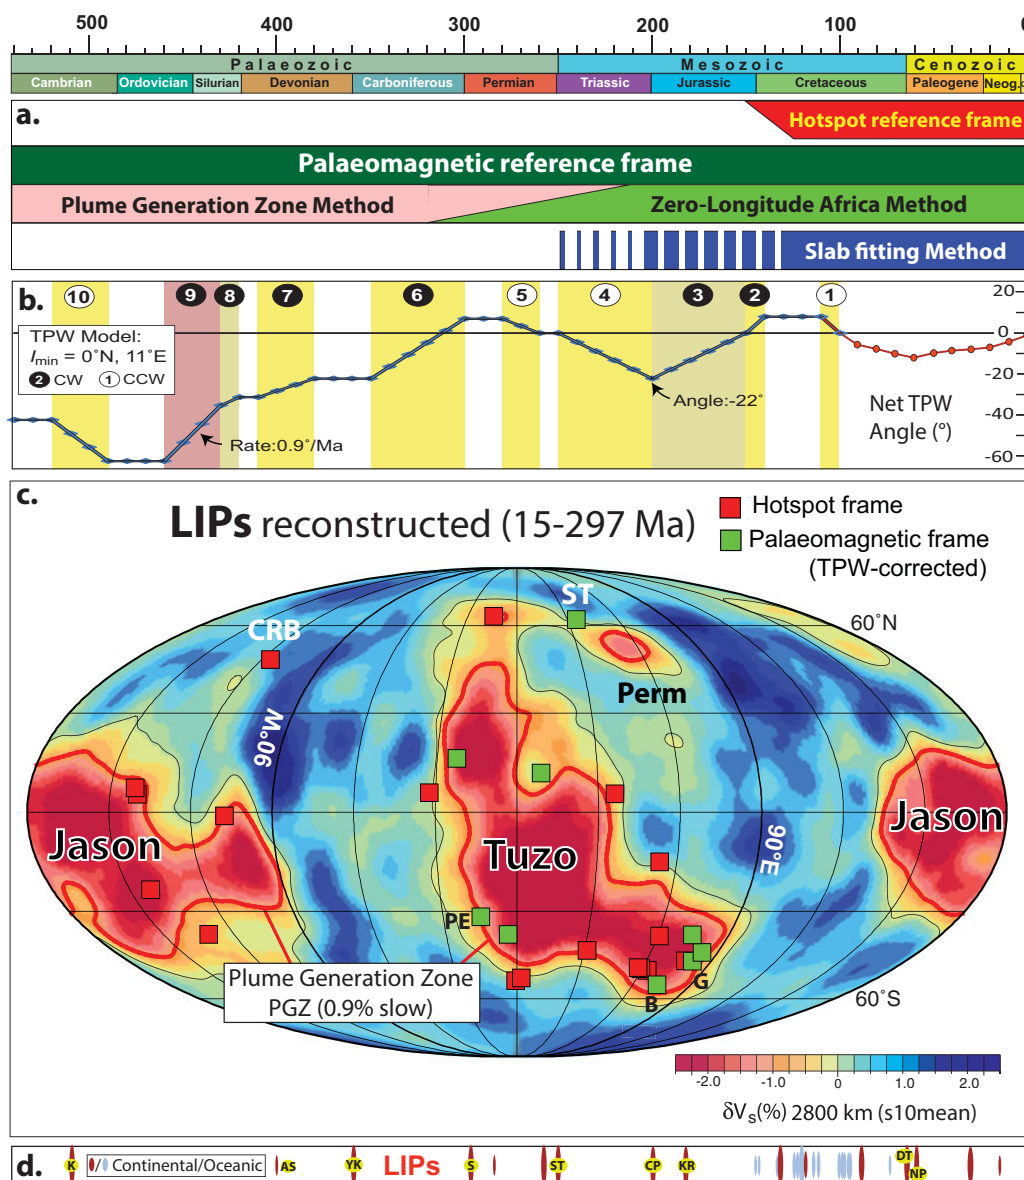 500 400 300 200 100 0
Palaeozoic Mesozoic Cenozoic
Cambrian Ordovician Silurian Devonian Carboniferous Permian Triassic Jurassic Cretaceous Paleogene Neog.
a.
Hotspot reference frame
Palaeomagnetic reference frame
Plume Generation Zone Method Zero-Longitude Africa Method
Slab fitting Method
b.
10 9 8 7 6 5 4 3 2 1
20
0
-20
-40
-60
TPW Model:
Imin = 0˚N, 11˚E
2 CW 1 CCW
Rate:0.9˚/Ma
Angle:-22˚
Net TPW
Angle (°)
c.
LIPs reconstructed (15-297 Ma)
Hotspot frame
Palaeomagnetic frame
(TPW-corrected)
ST
60˚N
CRB
Perm
90°W
Jason
Tuzo
Jason
90°E
PE
G
B
Plume Generation Zone
PGZ (0.9% slow)
60˚S
-2.0 -1.0 0 1.0 2.0
δVs(%) 2800 km (s10mean)
d.
K / Continental/Oceanic AS YK LIPs S ST CP KR DT NP